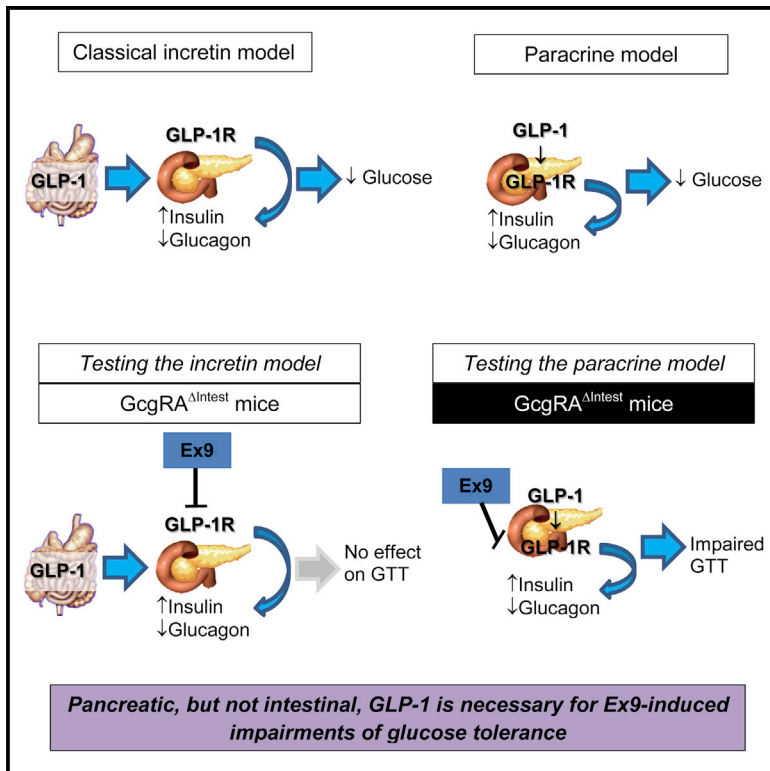 Classical incretin model
Paracrine model
GLP-1
GLP-1R
↑Insulin
↓Glucagon
↓ Glucose
GLP-1
↓
GLP-1R
↑Insulin
↓Glucagon
↓ Glucose
Testing the incretin model
GcgRA^ΔIntest mice
Testing the paracrine model
GcgRA^ΔIntest mice
Ex9
GLP-1
GLP-1R
↑Insulin
↓Glucagon
No effect
on GTT
Ex9
GLP-1
↓
GLP-1R
↑Insulin
↓Glucagon
Impaired
GTT
Pancreatic, but not intestinal, GLP-1 is necessary for Ex9-induced
impairments of glucose tolerance